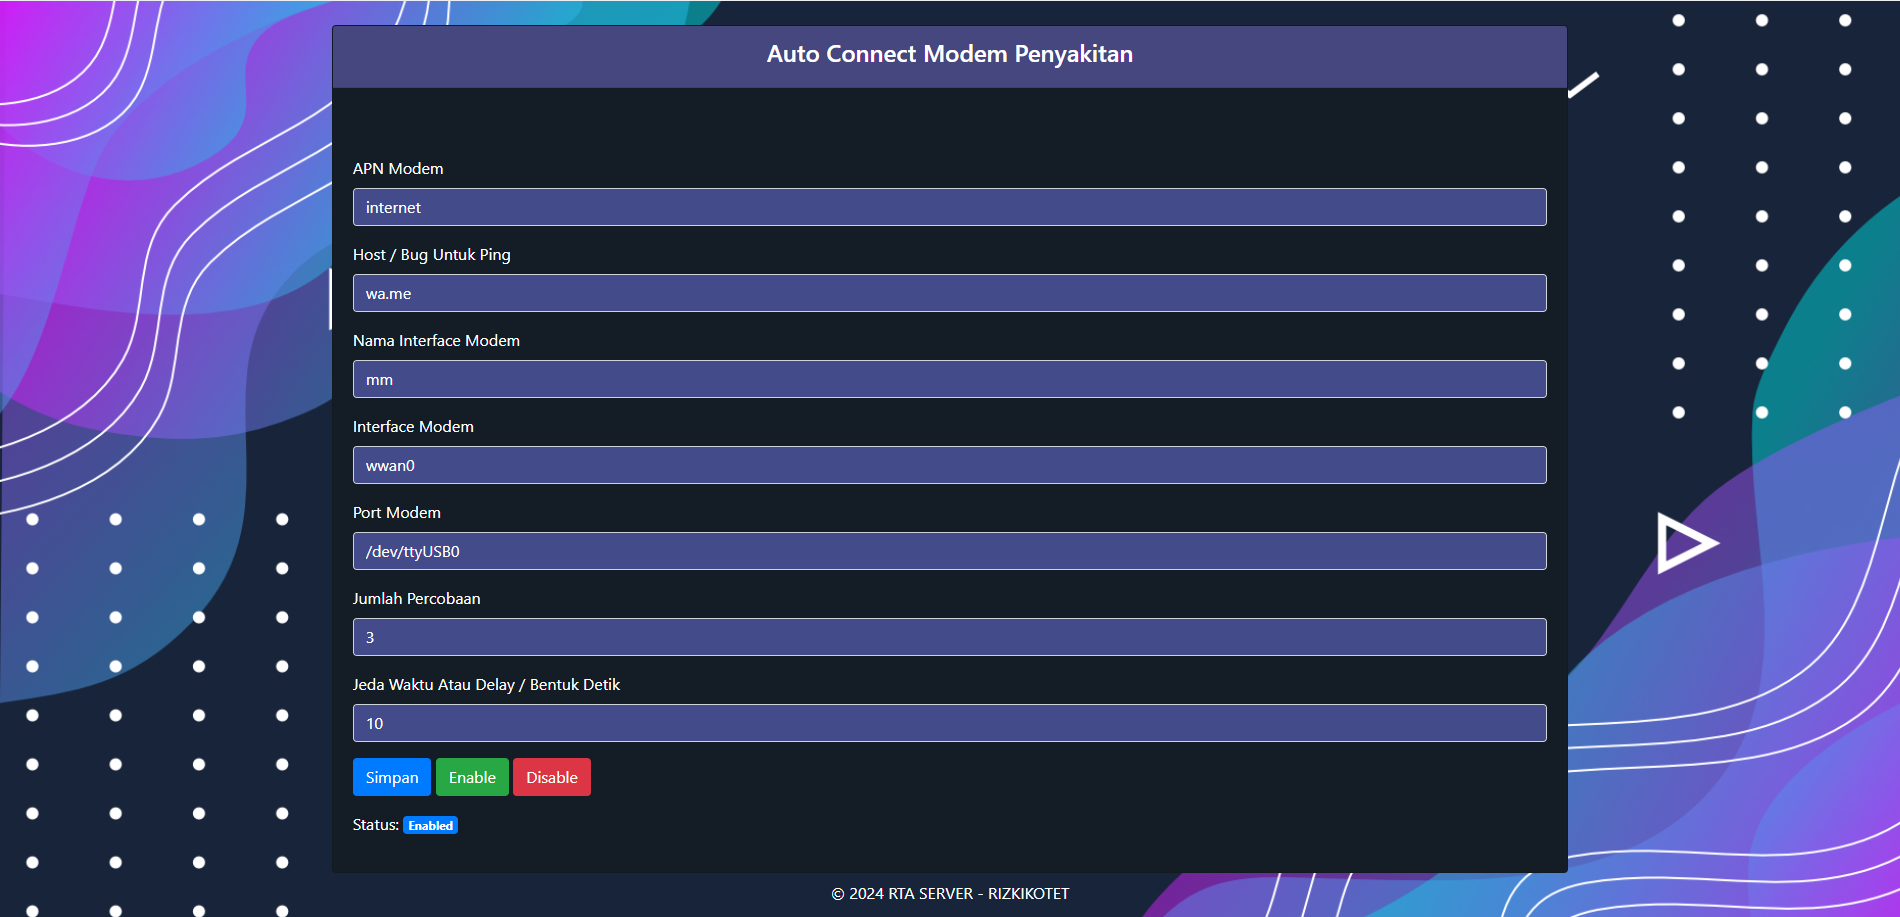 Auto Connect Modem Penyakitan
APN Modem
internet
Host / Bug Untuk Ping
wa.me
Nama Interface Modem
mm
Interface Modem
wwan0
Port Modem
/dev/ttyUSB0
Jumlah Percobaan
3
Jeda Waktu Atau Delay / Bentuk Detik
10
Simpan Enable Disable
Status: Enabled
© 2024 RTA SERVER - RIZKIKOTET